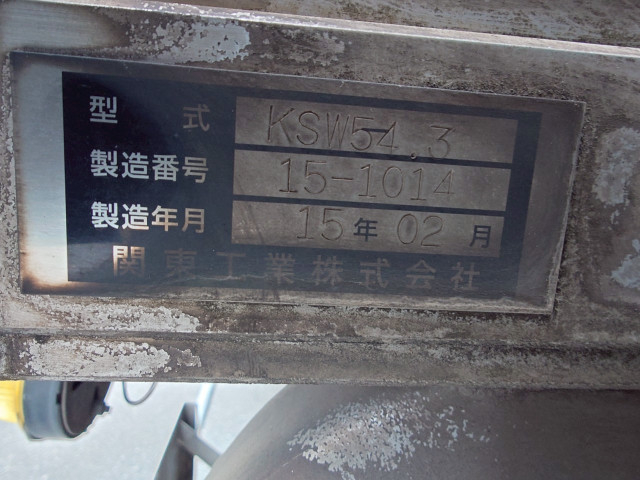 型 式 KSW54.3
製造番号 15-1014
製造年月 15年 02月
関東工業株式会社